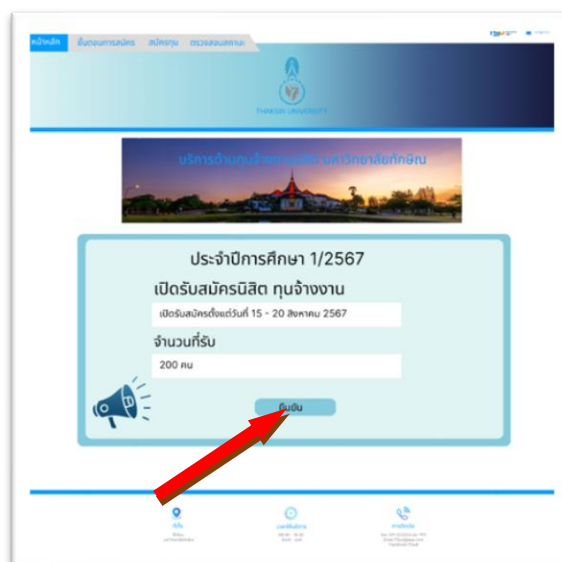 หน้าหลัก ขั้นตอนการสมัคร สมัครทุน ตรวจสอบสถานะ
THAKSIN UNIVERSITY
บริการด้านทุนจ้างงานนิสิต มหาวิทยาลัยทักษิณ
ประจำปีการศึกษา 1/2567
เปิดรับสมัครนิสิต ทุนจ้างงาน
เปิดรับสมัครตั้งแต่วันที่ 15 - 20 สิงหาคม 2567
จำนวนที่รับ
200 คน
ยืนยัน